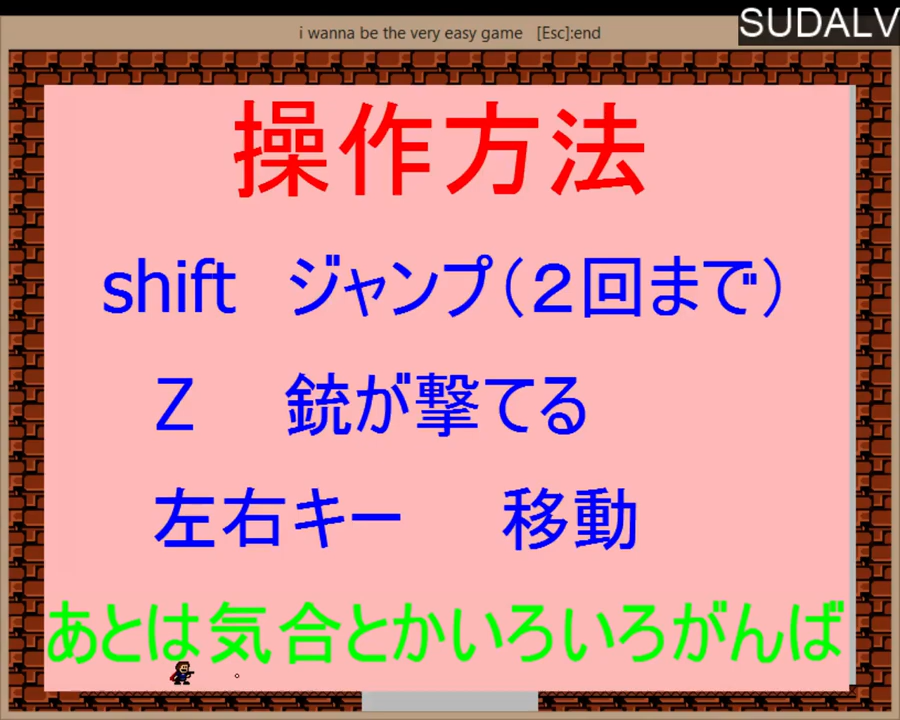 i wanna be the very easy game [Esc]:end
SUDALV
操作方法
shift ジャンプ（２回まで）
Z 銃が撃てる
左右キー 移動
あとは気合とかいろいろがんば